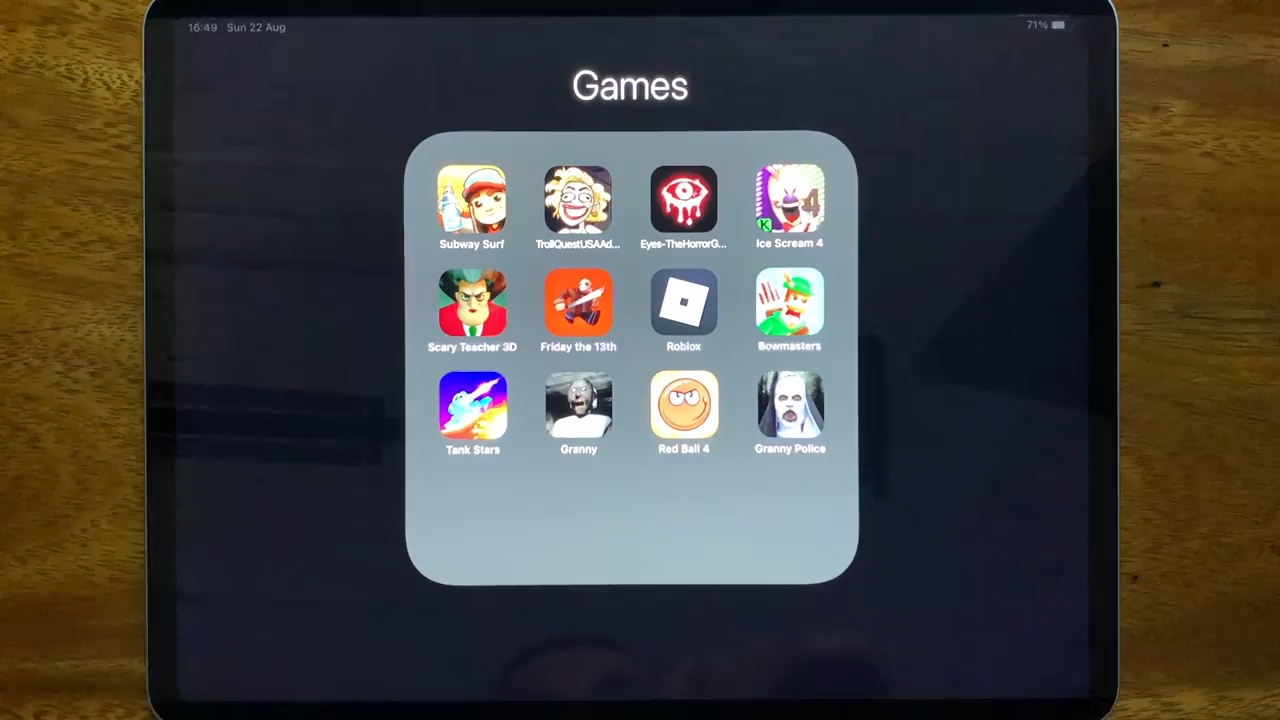 16:49 Sun 22 Aug
71%
Games
Subway Surf
TrollQuestUSAAd...
Eyes-TheHorrorG...
Ice Scream 4
4
K
Scary Teacher 3D
Friday the 13th
Roblox
Bowmasters
Tank Stars
Granny
Red Ball 4
Granny Police